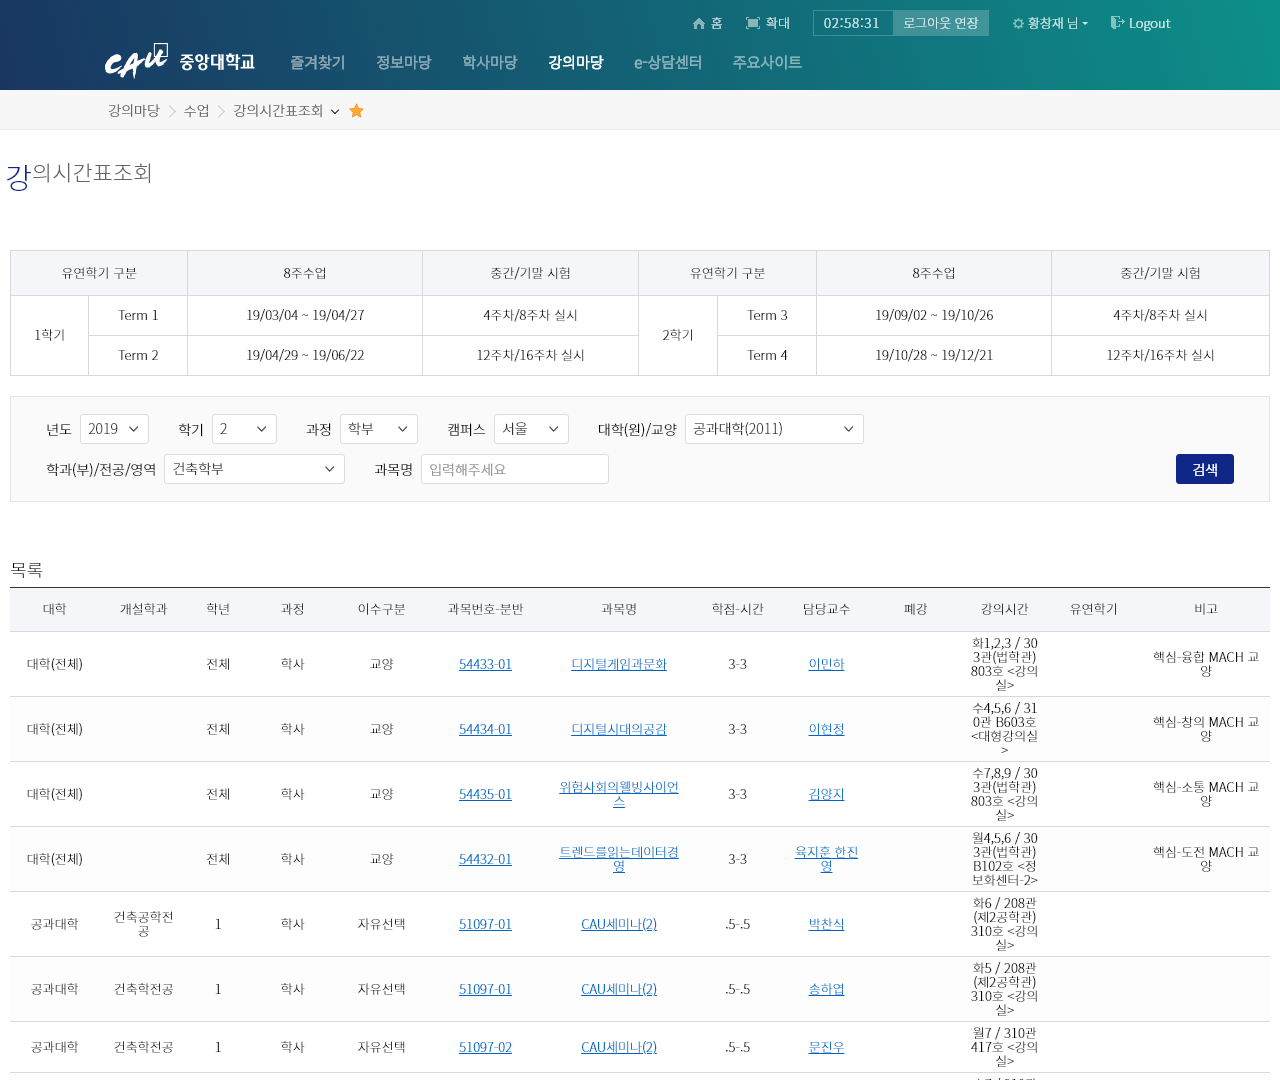 홈 확대 02:58:31 로그아웃 연장 황창재 님 Logout
CAU 중앙대학교 즐겨찾기 정보마당 학사마당 강의마당 e-상담센터 주요사이트
강의마당 수업 강의시간표조회
강의시간표조회
유연학기 구분 8주수업 중간/기말 시험 유연학기 구분 8주수업 중간/기말 시험
1학기 Term 1 19/03/04 ~ 19/04/27 4주차/8주차 실시 2학기 Term 3 19/09/02 ~ 19/10/26 4주차/8주차 실시
Term 2 19/04/29 ~ 19/06/22 12주차/16주차 실시 Term 4 19/10/28 ~ 19/12/21 12주차/16주차 실시
년도 2019 학기 2 과정 학부 캠퍼스 서울 대학(원)/교양 공과대학(2011)
학과(부)/전공/영역 건축학부 과목명 입력해주세요 검색
목록
대학 개설학과 학년 과정 이수구분 과목번호-분반 과목명 학점-시간 담당교수 폐강 강의시간 유연학기 비고
대학(전체) 전체 학사 교양 54433-01 디지털게임과문화 3-3 이민하
화1,2,3 / 30
3관(법학관)
803호 <강의
실>
핵심-융합 MACH 교
양
대학(전체) 전체 학사 교양 54434-01 디지털시대의공감 3-3 이현정
수4,5,6 / 31
0관 B603호
<대형강의실
>
핵심-창의 MACH 교
양
대학(전체) 전체 학사 교양 54435-01
위험사회의웰빙사이언
스
3-3 김양지
수7,8,9 / 30
3관(법학관)
803호 <강의
실>
핵심-소통 MACH 교
양
대학(전체) 전체 학사 교양 54432-01
트렌드를읽는데이터경
영
3-3
육지훈 한진
영
월4,5,6 / 30
3관(법학관)
B102호 <정
보화센터-2>
핵심-도전 MACH 교
양
공과대학
건축공학전
공
1 학사 자유선택 51097-01 CAU세미나(2) .5-.5 박찬식
화6 / 208관
(제2공학관)
310호 <강의
실>
공과대학 건축학전공 1 학사 자유선택 51097-01 CAU세미나(2) .5-.5 송하엽
화5 / 208관
(제2공학관)
310호 <강의
실>
공과대학 건축학전공 1 학사 자유선택 51097-02 CAU세미나(2) .5-.5 문진우
월7 / 310관
417호 <강의
실>